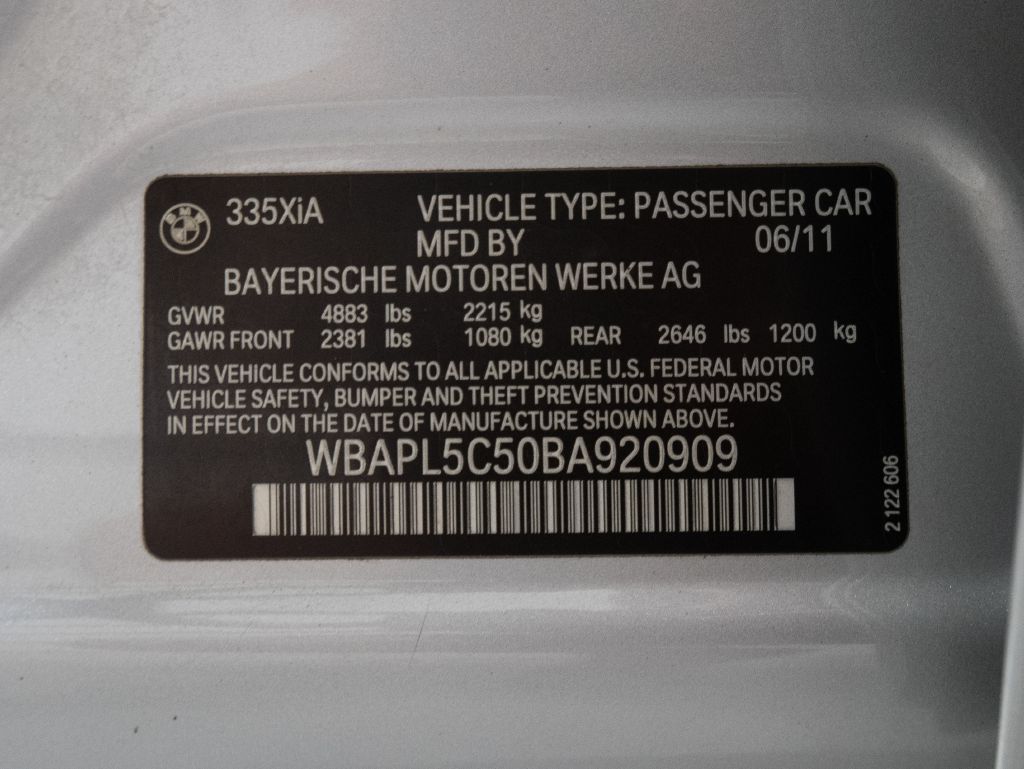 BMW 335XiA VEHICLE TYPE: PASSENGER CAR
MFD BY 06/11
BAYERISCHE MOTOREN WERKE AG
GVWR 4883 lbs 2215 kg
GAWR FRONT 2381 lbs 1080 kg REAR 2646 lbs 1200 kg
THIS VEHICLE CONFORMS TO ALL APPLICABLE U.S. FEDERAL MOTOR
VEHICLE SAFETY, BUMPER AND THEFT PREVENTION STANDARDS
IN EFFECT ON THE DATE OF MANUFACTURE SHOWN ABOVE.
WBAPL5C50BA920909
2 122 606